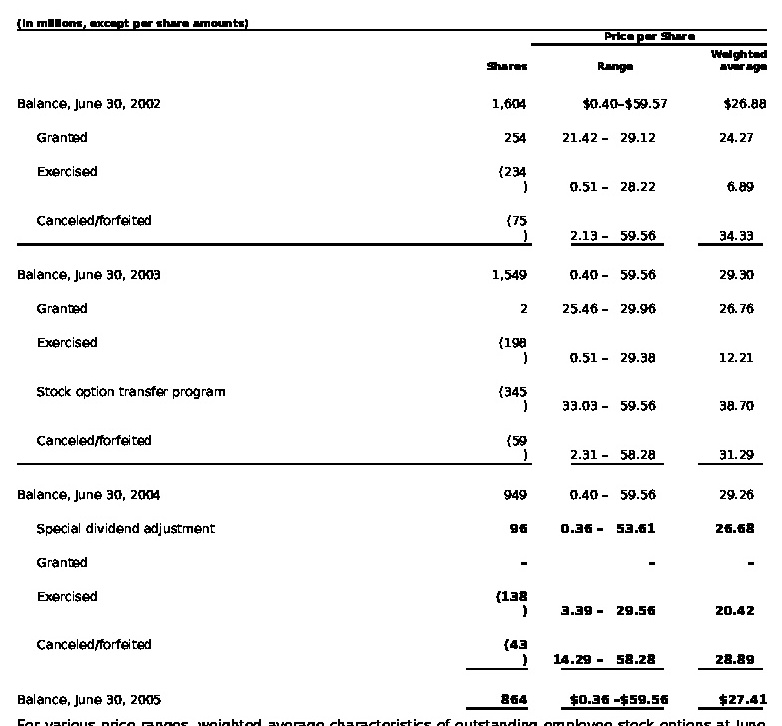 (In millions, except per share amounts)
Price per Share
Shares Range Weighted average
Balance, June 30, 2002 1,604 $0.40–$59.57 $26.88
Granted 254 21.42 – 29.12 24.27
Exercised (234) 0.51 – 28.22 6.89
Canceled/forfeited (75) 2.13 – 59.56 34.33
Balance, June 30, 2003 1,549 0.40 – 59.56 29.30
Granted 2 25.46 – 29.96 26.76
Exercised (198) 0.51 – 29.38 12.21
Stock option transfer program (345) 33.03 – 59.56 38.70
Canceled/forfeited (59) 2.31 – 58.28 31.29
Balance, June 30, 2004 949 0.40 – 59.56 29.26
Special dividend adjustment 96 0.36 – 53.61 26.68
Granted – – –
Exercised (138) 3.39 – 29.56 20.42
Canceled/forfeited (43) 14.29 – 58.28 28.89
Balance, June 30, 2005 864 $0.36 –$59.56 $27.41
For various price ranges, weighted average characteristics of outstanding employee stock options at June